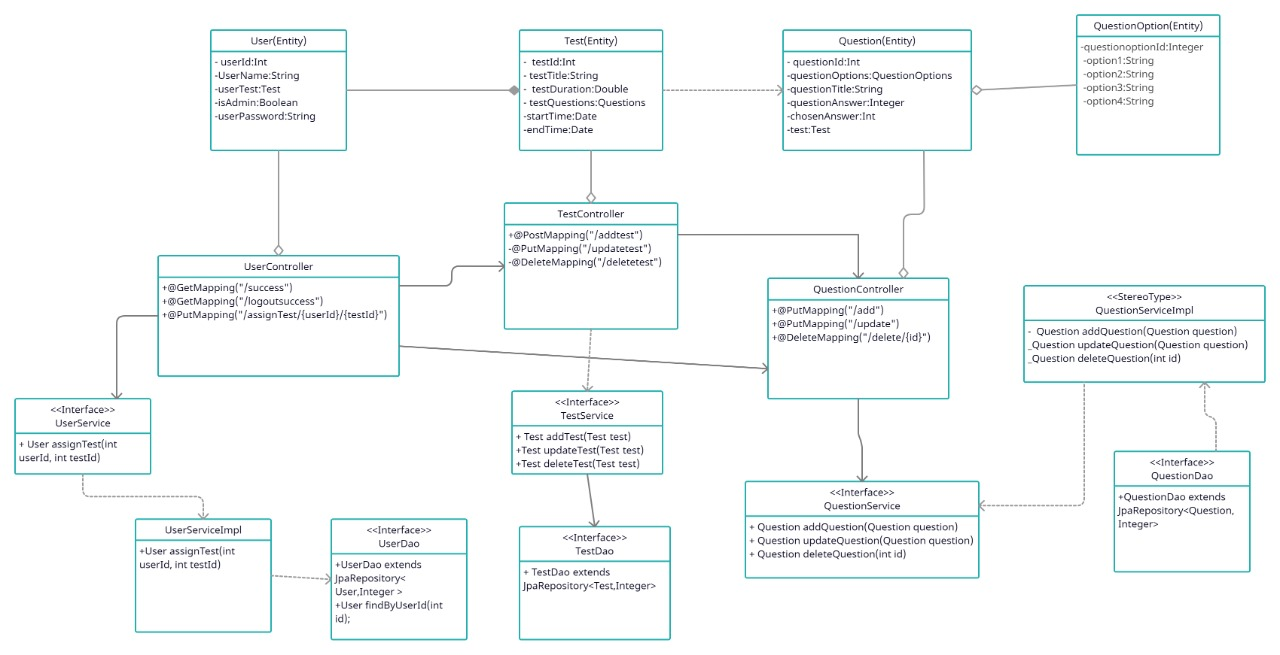 User(Entity)
- userId:Int
-UserName:String
-userTest:Test
-isAdmin:Boolean
-userPassword:String
Test(Entity)
-  testId:Int
- testTitle:String
-  testDuration:Double
- testQuestions:Questions
-startTime:Date
-endTime:Date
Question(Entity)
- questionId:Int
-questionOptions:QuestionOptions
-questionTitle:String
-questionAnswer:Integer
-chosenAnswer:Int
-test:Test
QuestionOption(Entity)
-questionoptionId:Integer
-option1:String
-option2:String
-option3:String
-option4:String
UserController
+@GetMapping("/success")
+@GetMapping("/logoutsuccess")
+@PutMapping("/assignTest/{userId}/{testId}")
TestController
+@PostMapping("/addtest")
-@PutMapping("/updatetest")
-@DeleteMapping("/deletetest")
QuestionController
+@PutMapping("/add")
+@PutMapping("/update")
+@DeleteMapping("/delete/{id}")
<<StereoType>>
QuestionServiceImpl
-  Question addQuestion(Question question)
_Question updateQuestion(Question question)
_Question deleteQuestion(int id)
<<Interface>>
UserService
+ User assignTest(int
userId, int testId)
<<Interface>>
TestService
+ Test addTest(Test test)
+Test updateTest(Test test)
+Test deleteTest(Test test)
<<Interface>>
QuestionService
+ Question addQuestion(Question question)
+ Question updateQuestion(Question question)
+ Question deleteQuestion(int id)
<<Interface>>
QuestionDao
+QuestionDao extends
JpaRepository<Question,
Integer>
UserServiceImpl
+User assignTest(int
userId, int testId)
<<Interface>>
UserDao
+UserDao extends
JpaRepository<
User,Integer >
+User findByUserId(int
id);
<<Interface>>
TestDao
+ TestDao extends
JpaRepository<Test,Integer>